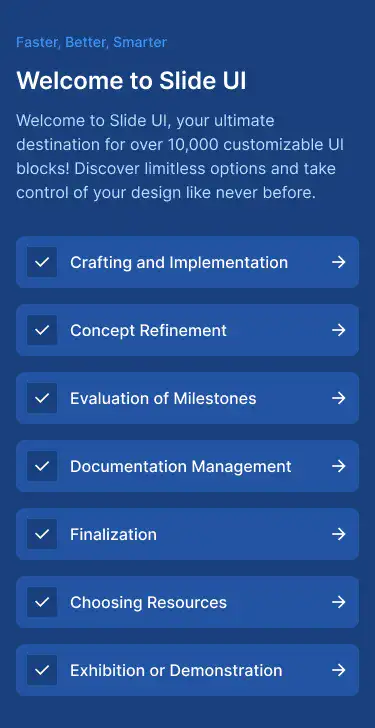 Faster, Better, Smarter
Welcome to Slide UI
Welcome to Slide UI, your ultimate
destination for over 10,000 customizable UI
blocks! Discover limitless options and take
control of your design like never before.
Crafting and Implementation
Concept Refinement
Evaluation of Milestones
Documentation Management
Finalization
Choosing Resources
Exhibition or Demonstration